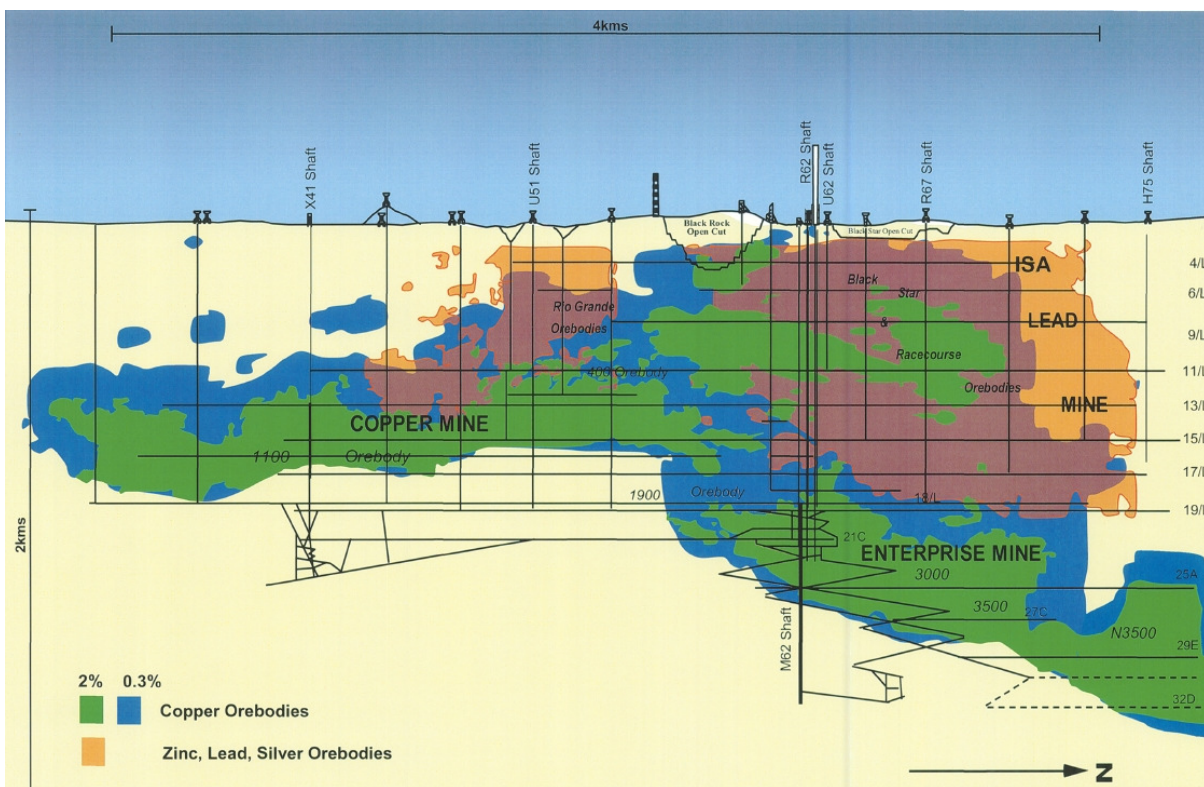 4kms
X41 Shaft
U51 Shaft
R62 Shaft
U62 Shaft
R67 Shaft
H75 Shaft
Black Rock
Open Cut
Black Star Open Cut
ISA
4/L
Black
Star
6/L
Rio Grande
Orebodies
&
LEAD
9/L
Racecourse
400 Orebody
11/L
Orebodies
MINE
13/L
COPPER MINE
15/L
1100 Orebody
17/L
1900 Orebody
18/L
19/L
2kms
21C
ENTERPRISE MINE
3000
25A
3500
27C
N3500
M62 Shaft
29E
32D
2% 0.3%
Copper Orebodies
Zinc, Lead, Silver Orebodies
N